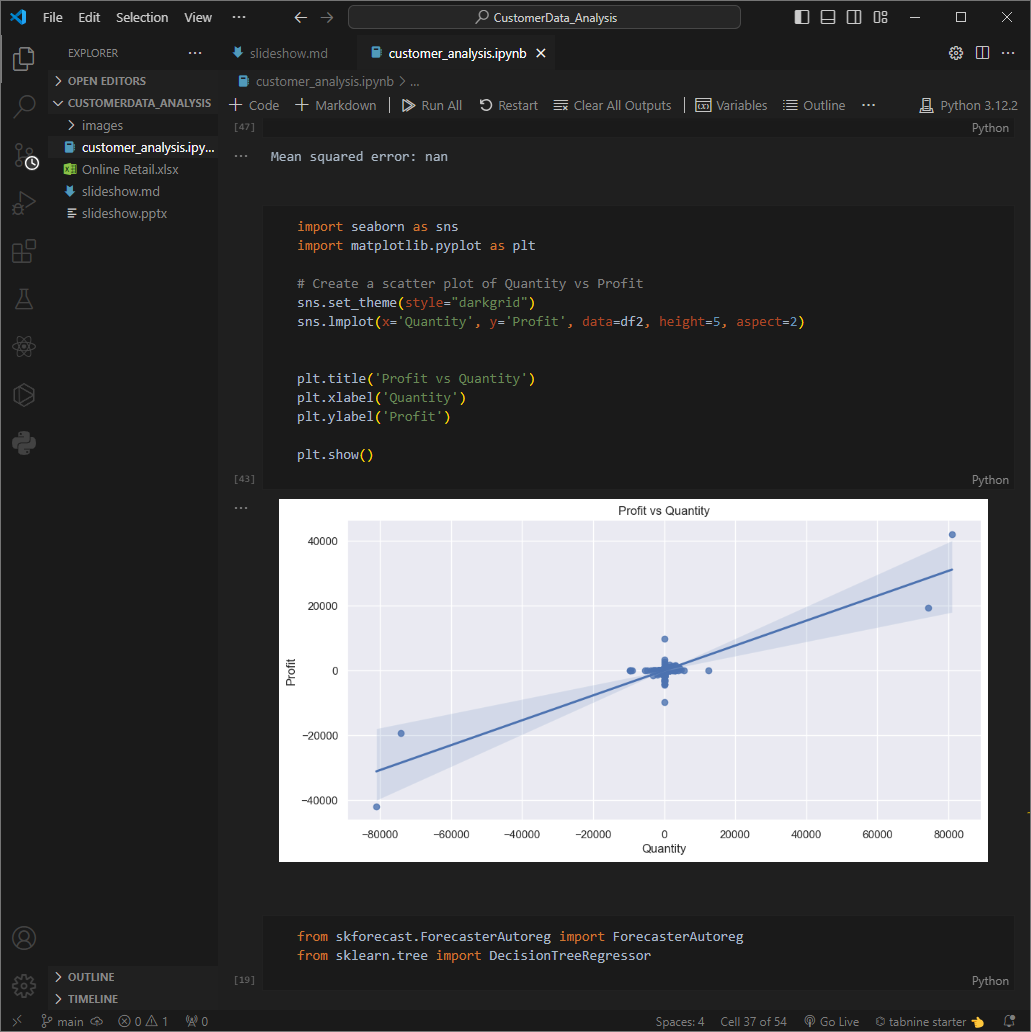 File Edit Selection View ··· CustomerData_Analysis
EXPLORER ···
slideshow.md customer_analysis.ipynb
OPEN EDITORS
customer_analysis.ipynb > ...
CUSTOMERDATA_ANALYSIS
Code Markdown Run All Restart Clear All Outputs Variables Outline ··· Python 3.12.2
images
customer_analysis.ipy...
Online Retail.xlsx
slideshow.md
slideshow.pptx
[47] Python
Mean squared error: nan
import seaborn as sns
import matplotlib.pyplot as plt
# Create a scatter plot of Quantity vs Profit
sns.set_theme(style="darkgrid")
sns.lmplot(x='Quantity', y='Profit', data=df2, height=5, aspect=2)
plt.title('Profit vs Quantity')
plt.xlabel('Quantity')
plt.ylabel('Profit')
plt.show()
[43] Python
Profit vs Quantity
40000
20000
0
−20000
−40000
Profit
−80000 −60000 −40000 −20000 0 20000 40000 60000 80000
Quantity
from skforecast.ForecasterAutoreg import ForecasterAutoreg
from sklearn.tree import DecisionTreeRegressor
[19] Python
OUTLINE
TIMELINE
main 0 1 0 Spaces: 4 Cell 37 of 54 Go Live tabnine starter